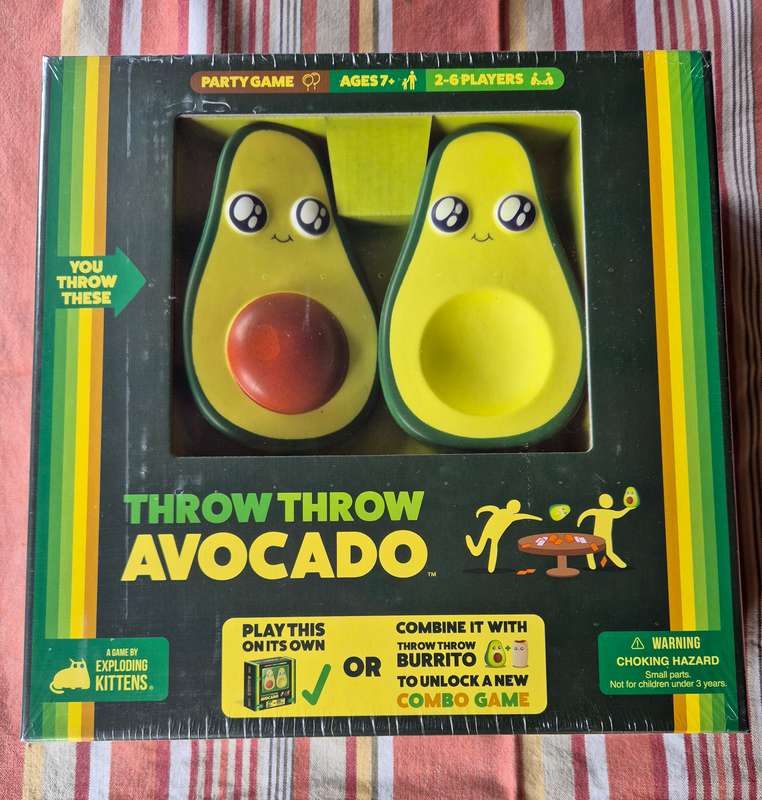 PARTY GAME
AGES 7+
2-6 PLAYERS
YOU
THROW
THESE
THROW THROW
AVOCADO™
PLAY THIS
ON ITS OWN
OR
COMBINE IT WITH
THROW THROW
BURRITO
+
TO UNLOCK A NEW
COMBO GAME
A GAME BY
EXPLODING
KITTENS®
WARNING
CHOKING HAZARD
Small parts.
Not for children under 3 years.